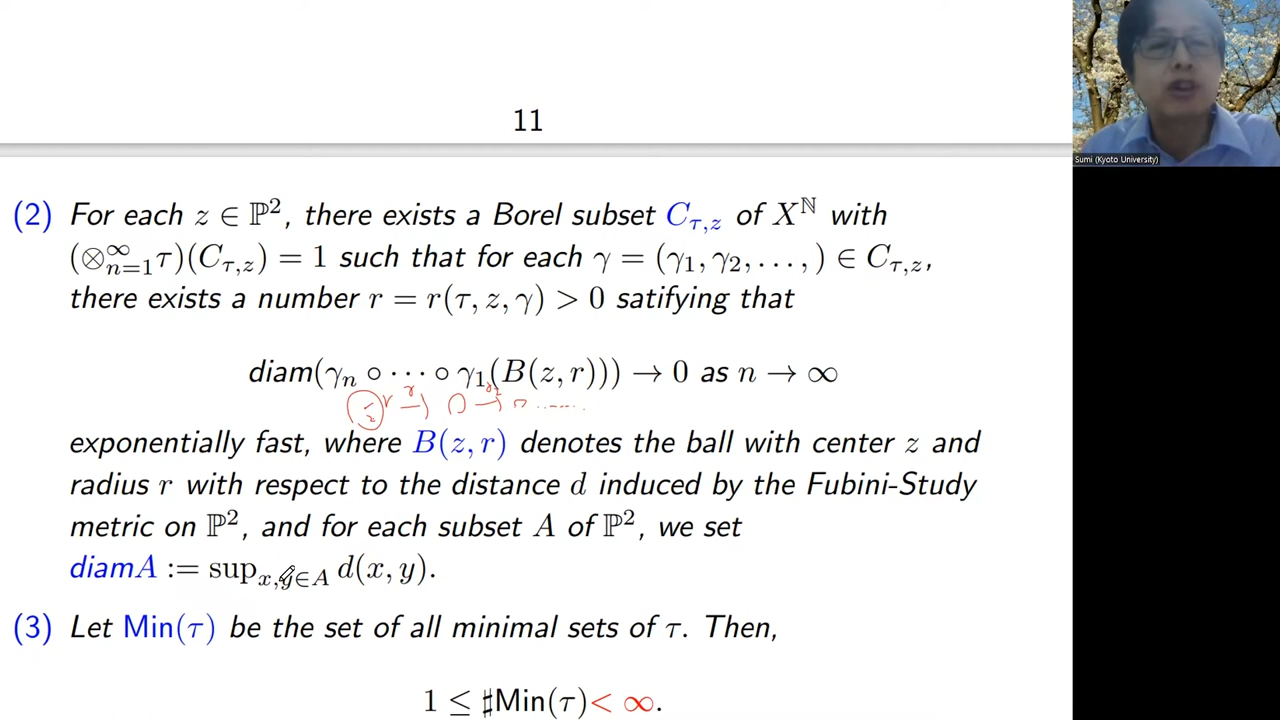 11
(2) For each z ∈ ℙ², there exists a Borel subset C_{τ,z} of X^ℕ with
(⊗_{n=1}^∞ τ)(C_{τ,z}) = 1 such that for each γ = (γ₁, γ₂, . . . , ) ∈ C_{τ,z},
there exists a number r = r(τ, z, γ) > 0 satifying that
diam(γₙ ∘ · · · ∘ γ₁(B(z, r))) → 0 as n → ∞
exponentially fast, where B(z, r) denotes the ball with center z and
radius r with respect to the distance d induced by the Fubini-Study
metric on ℙ², and for each subset A of ℙ², we set
diamA := sup_{x,y∈A} d(x, y).
(3) Let Min(τ) be the set of all minimal sets of τ. Then,
1 ≤ ♯Min(τ) < ∞.
Sumi (Kyoto University)